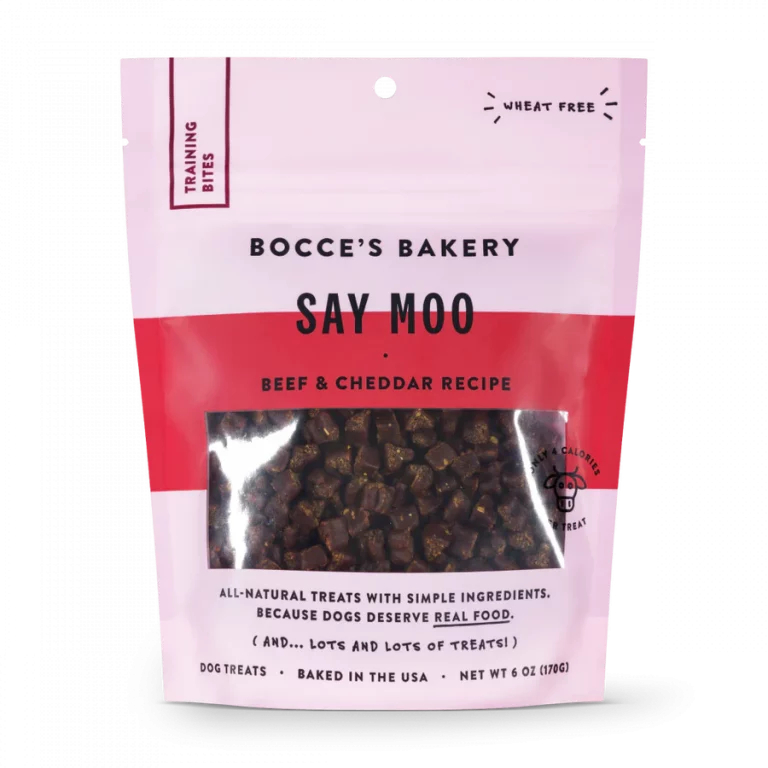 TRAINING
BITES
WHEAT FREE
BOCCE'S BAKERY
SAY MOO
BEEF & CHEDDAR RECIPE
ONLY 4 CALORIES
TREAT
ALL-NATURAL TREATS WITH SIMPLE INGREDIENTS.
BECAUSE DOGS DESERVE REAL FOOD.
(AND... LOTS AND LOTS OF TREATS!)
DOG TREATS · BAKED IN THE USA · NET WT 6 OZ (170G)